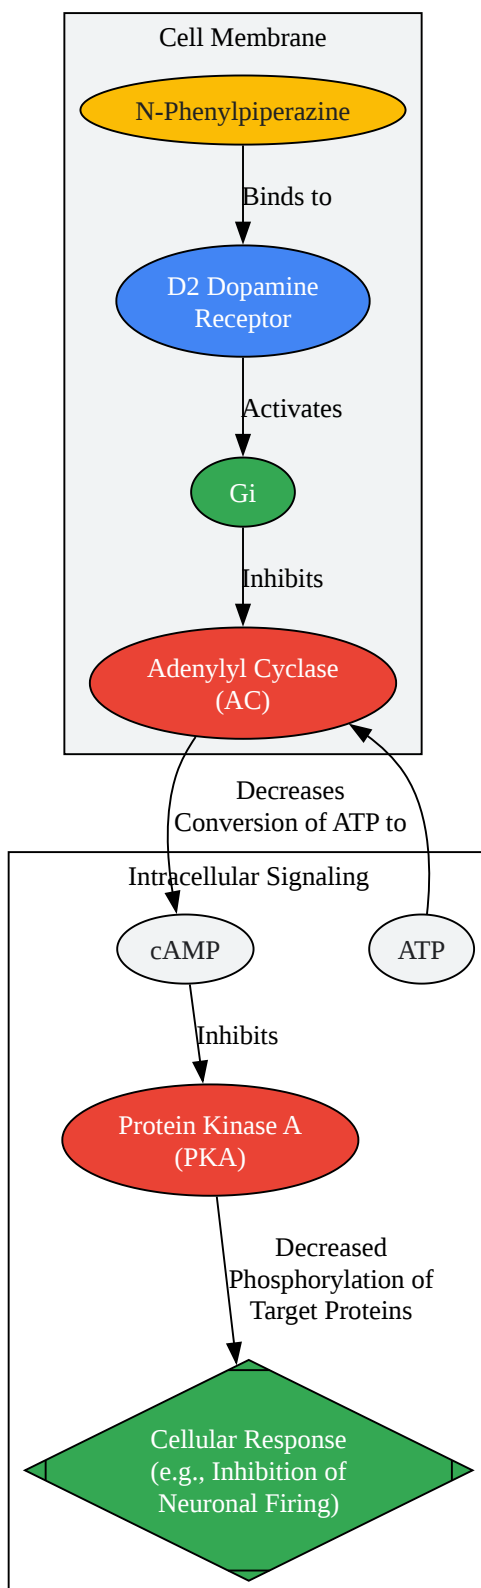 Cell Membrane
N-Phenylpiperazine
Binds to
D2 Dopamine
Receptor
Activates
Gi
Inhibits
Adenylyl Cyclase
(AC)
Decreases
Conversion of ATP to
Intracellular Signaling
cAMP
ATP
Inhibits
Protein Kinase A
(PKA)
Decreased
Phosphorylation of
Target Proteins
Cellular Response
(e.g., Inhibition of
Neuronal Firing)